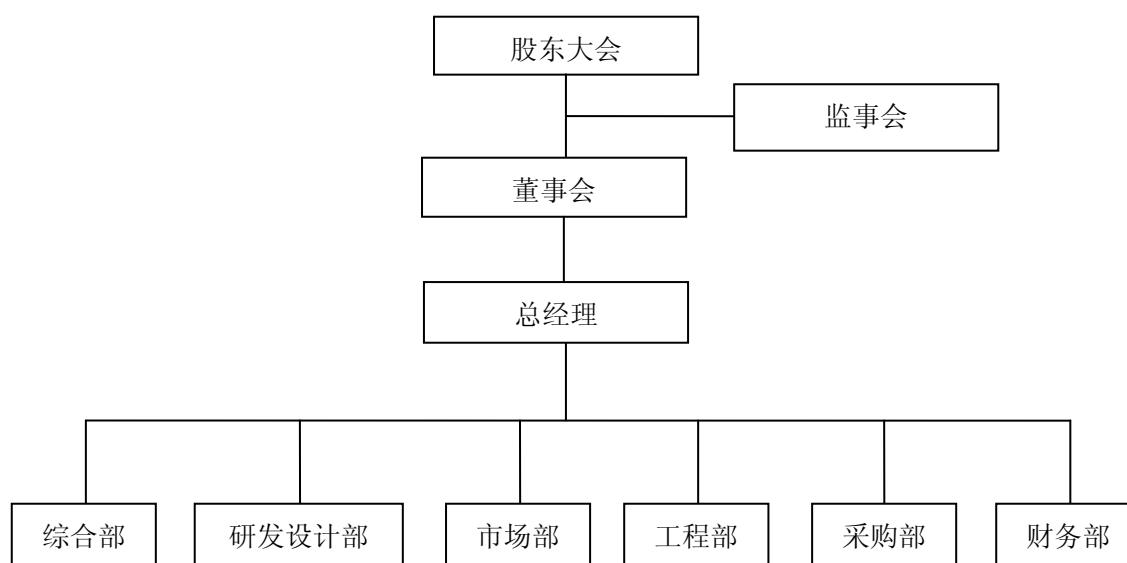 股东大会
监事会
董事会
总经理
综合部
研发设计部
市场部
工程部
采购部
财务部